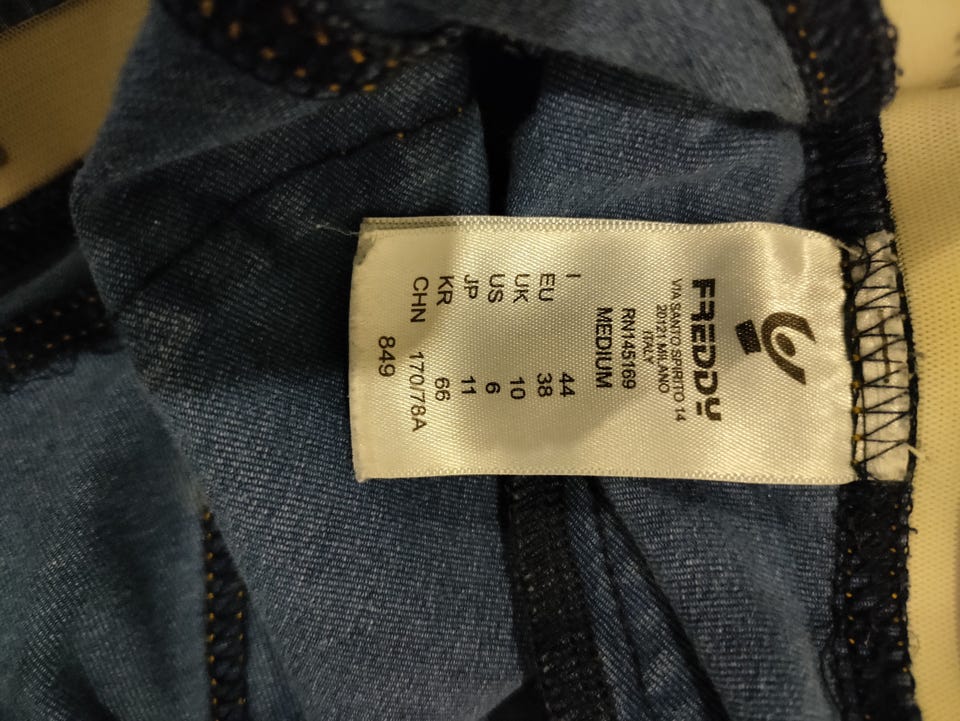 FREDDY
VIA SANTO SPIRITO 14
20121 MILANO
ITALY
RN145169
MEDIUM
I 44
EU 38
UK 10
US 6
JP 11
KR 66
CHN 170/78A
849